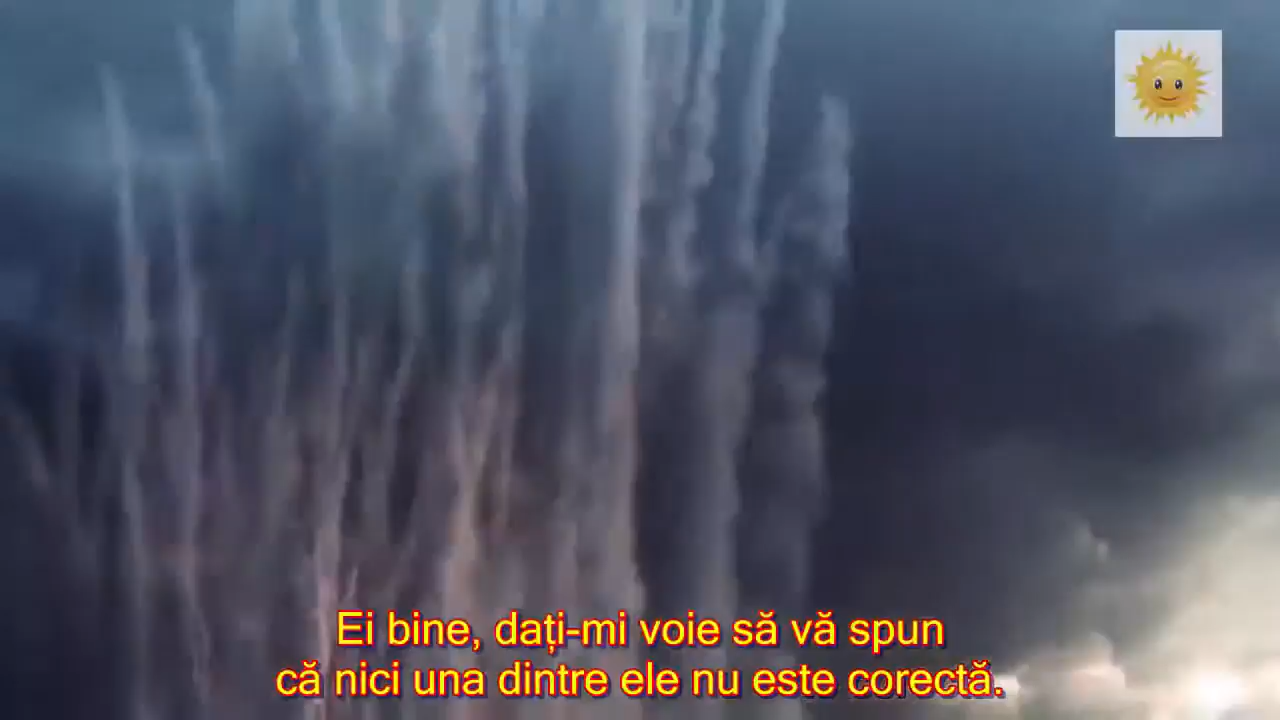 Ei bine, dați-mi voie să vă spun
că nici una dintre ele nu este corectă.